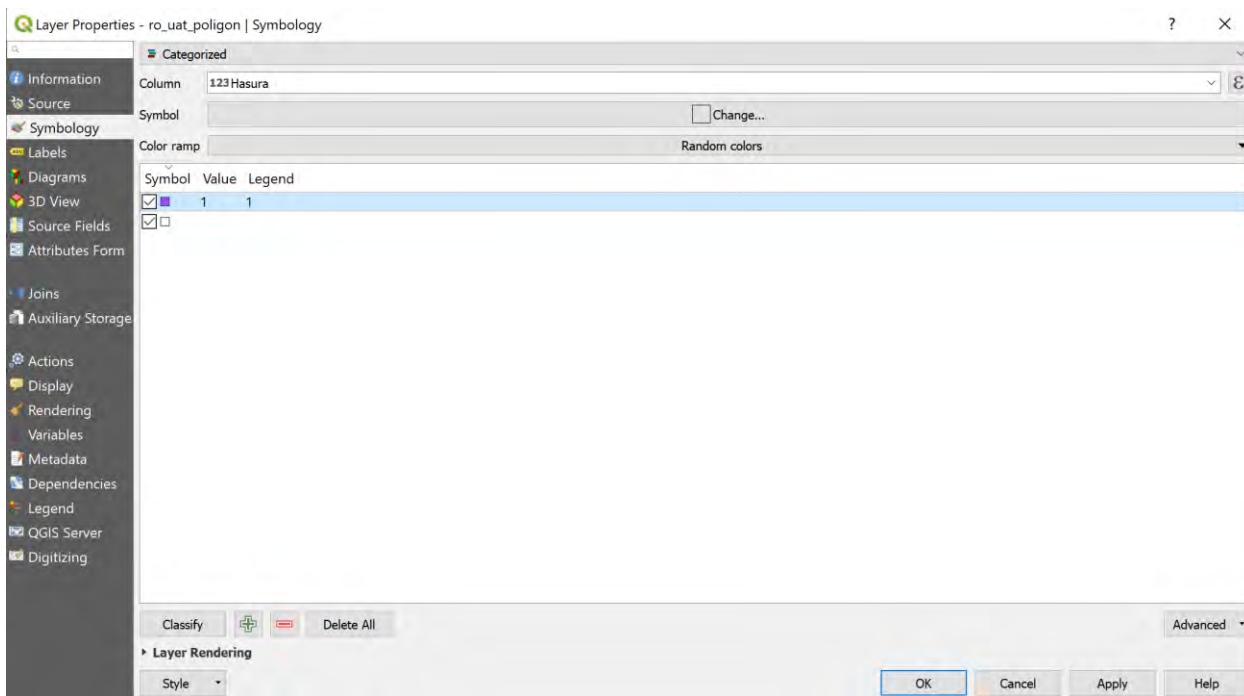 Layer Properties - ro_uat_poligon | Symbology
? X
Categorized
Information
Column 123 Hasura ε
Source
Symbol Change...
Symbology
Labels
Color ramp Random colors
Diagrams
Symbol Value Legend
3D View
1 1
Source Fields
Attributes Form
Joins
Auxiliary Storage
Actions
Display
Rendering
Variables
Metadata
Dependencies
Legend
QGIS Server
Digitizing
Classify Delete All Advanced
Layer Rendering
Style OK Cancel Apply Help